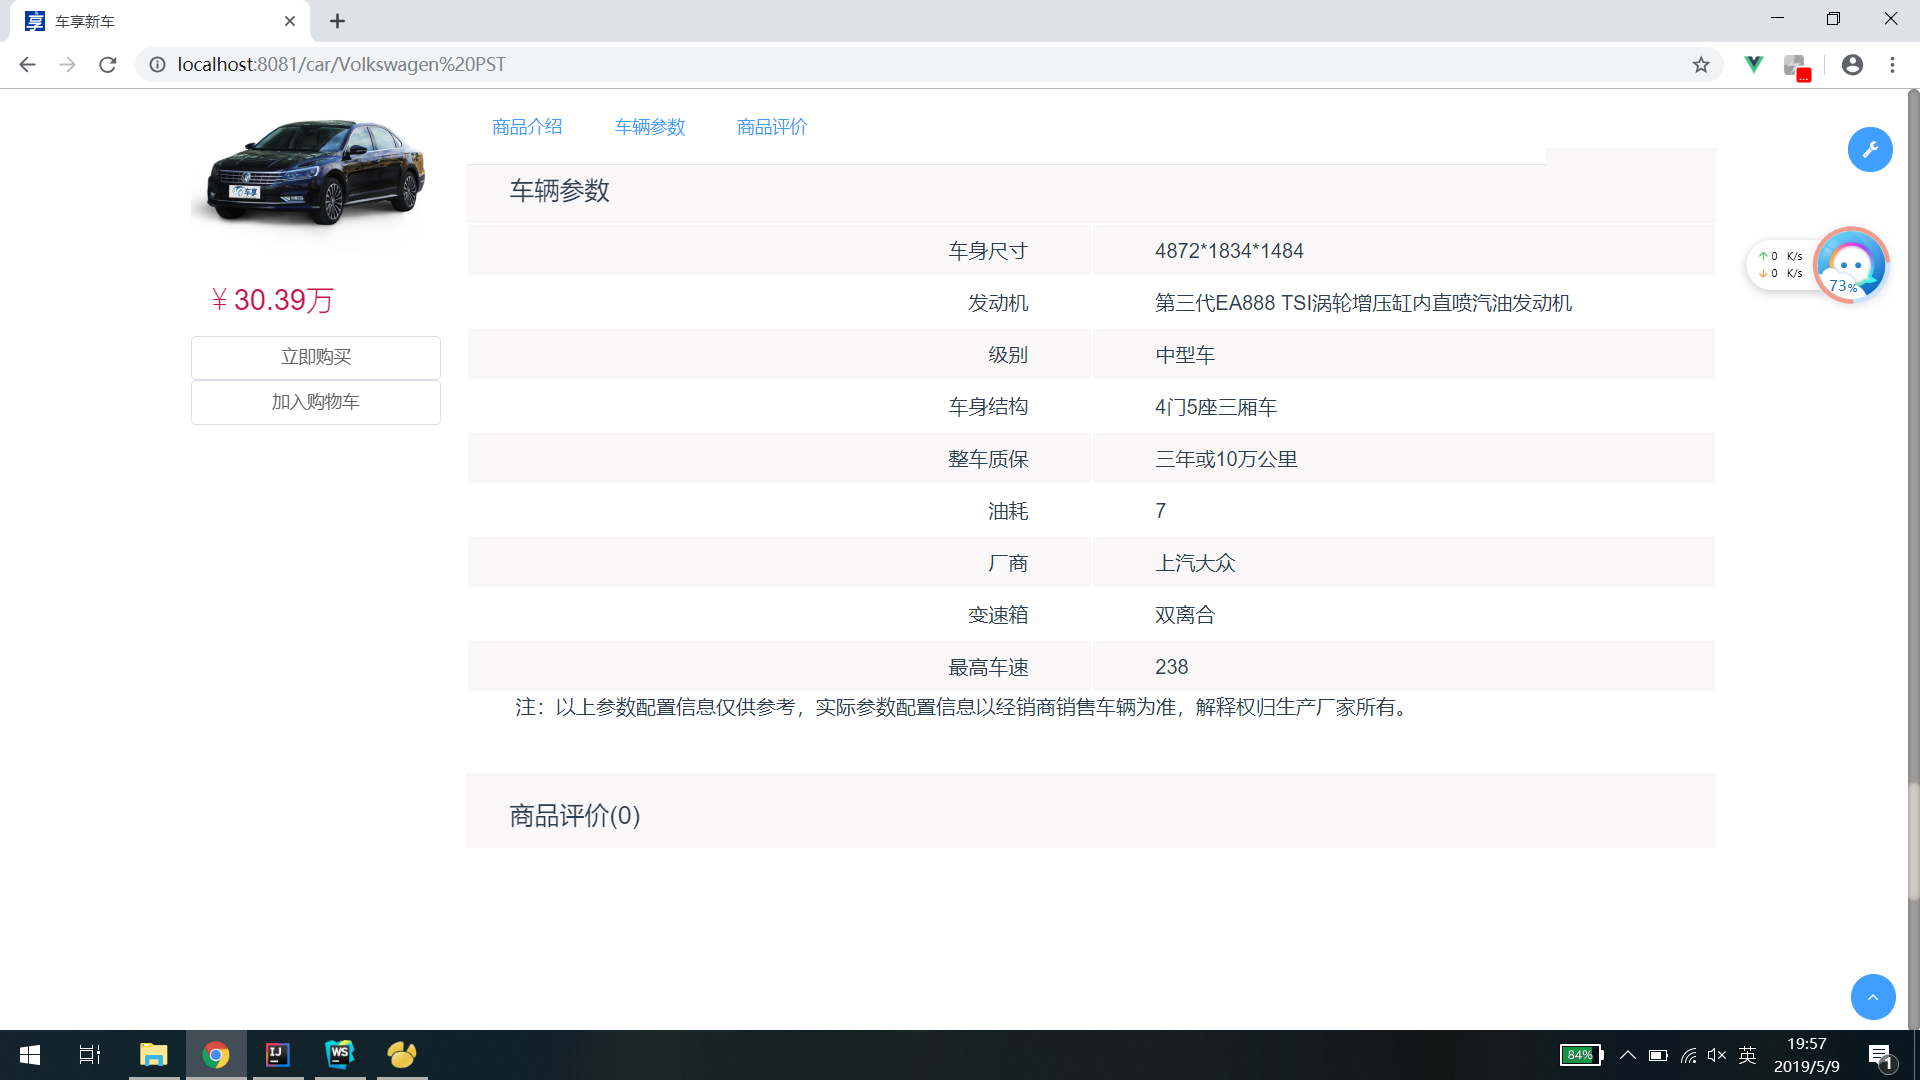 车享新车
localhost:8081/car/Volkswagen%20PST
商品介绍 车辆参数 商品评价
车辆参数
车身尺寸 4872*1834*1484
发动机 第三代EA888 TSI涡轮增压缸内直喷汽油发动机
级别 中型车
车身结构 4门5座三厢车
整车质保 三年或10万公里
油耗 7
厂商 上汽大众
变速箱 双离合
最高车速 238
注：以上参数配置信息仅供参考，实际参数配置信息以经销商销售车辆为准，解释权归生产厂家所有。
商品评价(0)
车享
¥30.39万
立即购买
加入购物车
0 K/s
0 K/s
73%
84%
英
19:57
2019/5/9
1
享
IJ
WS
...